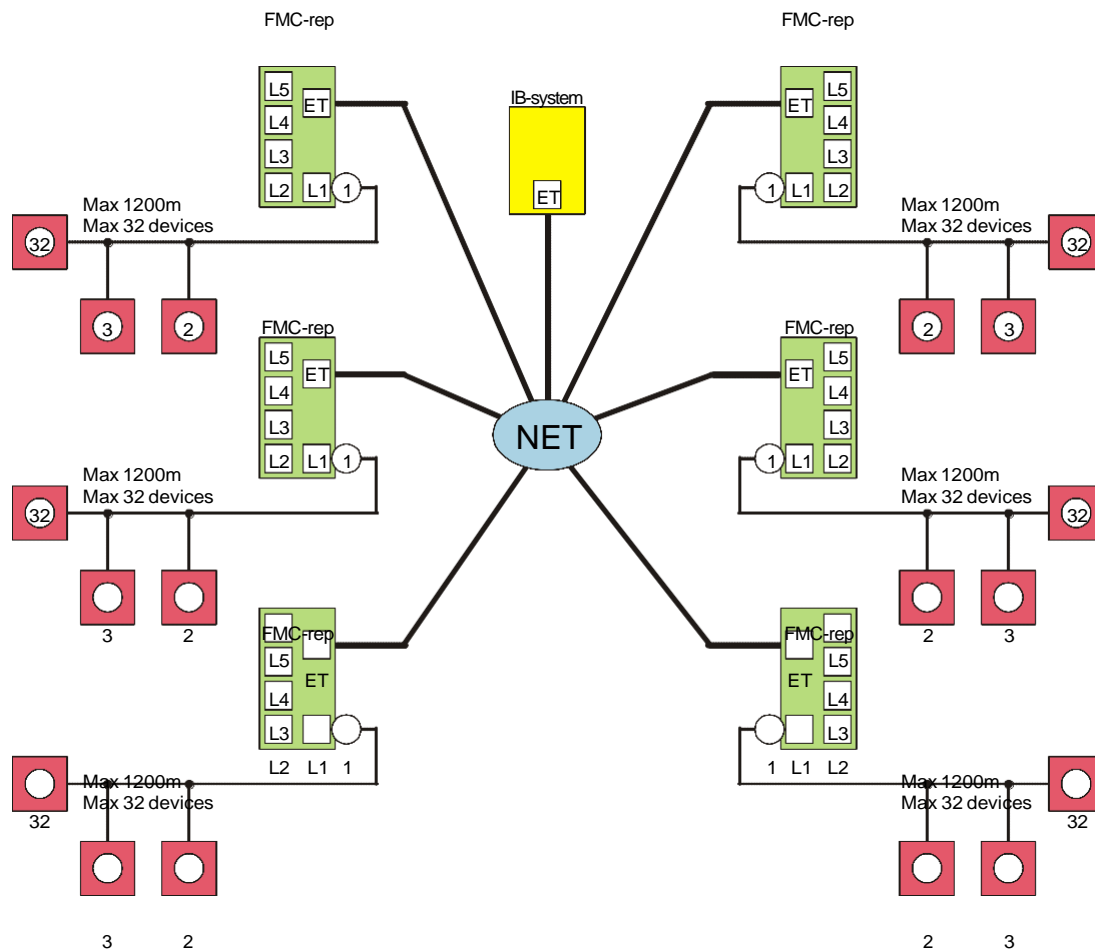 FMC-rep
FMC-rep
L5
ET
L4
L3
L2
L1
1
IB-system
ET
L5
ET
L4
L3
1
L1
L2
Max 1200m
Max 32 devices
32
3
2
Max 1200m
Max 32 devices
32
2
3
FMC-rep
L5
ET
L4
L3
L2
L1
1
NET
FMC-rep
L5
ET
L4
L3
1
L1
L2
Max 1200m
Max 32 devices
32
3
2
Max 1200m
Max 32 devices
32
2
3
FMC-rep
L5
ET
L4
L3
L2
L1
1
FMC-rep
L5
ET
L4
L3
1
L1
L2
Max 1200m
Max 32 devices
32
3
2
Max 1200m
Max 32 devices
32
2
3